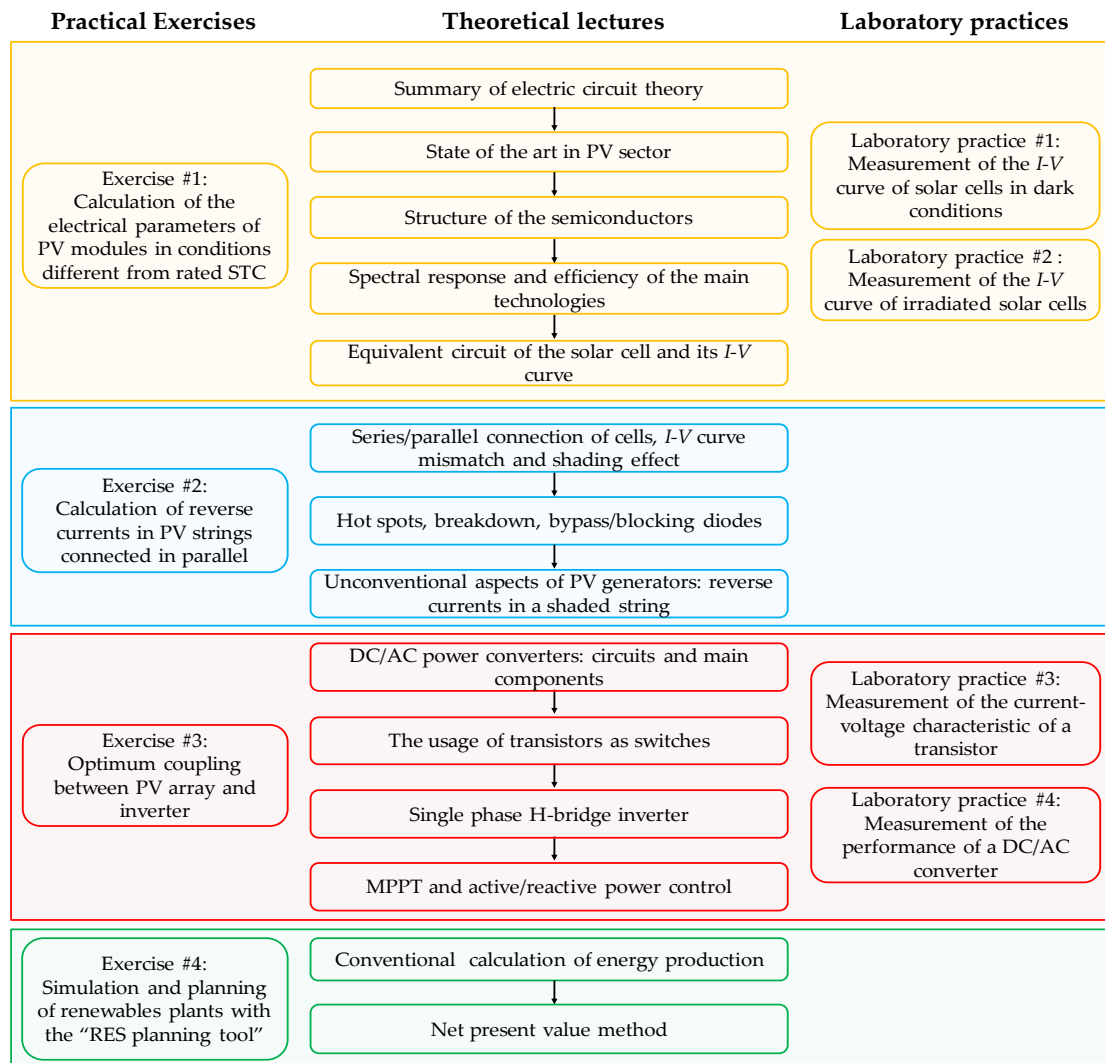 Practical Exercises
Theoretical lectures
Laboratory practices
Exercise #1:
Calculation of the
electrical parameters of
PV modules in conditions
different from rated STC
Summary of electric circuit theory
State of the art in PV sector
Structure of the semiconductors
Spectral response and efficiency of the main
technologies
Equivalent circuit of the solar cell and its I-V
curve
Laboratory practice #1:
Measurement of the I-V
curve of solar cells in dark
conditions
Laboratory practice #2 :
Measurement of the I-V
curve of irradiated solar cells
Exercise #2:
Calculation of reverse
currents in PV strings
connected in parallel
Series/parallel connection of cells, I-V curve
mismatch and shading effect
Hot spots, breakdown, bypass/blocking diodes
Unconventional aspects of PV generators: reverse
currents in a shaded string
Exercise #3:
Optimum coupling
between PV array and
inverter
DC/AC power converters: circuits and main
components
The usage of transistors as switches
Single phase H-bridge inverter
MPPT and active/reactive power control
Laboratory practice #3:
Measurement of the current-
voltage characteristic of a
transistor
Laboratory practice #4:
Measurement of the
performance of a DC/AC
converter
Exercise #4:
Simulation and planning
of renewables plants with
the “RES planning tool”
Conventional calculation of energy production
Net present value method